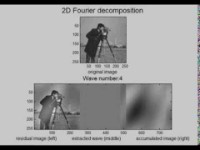 2D Fourier decomposition
original image
Wave number:4
residual image (left) extracted wave (middle) accumulated image (right)